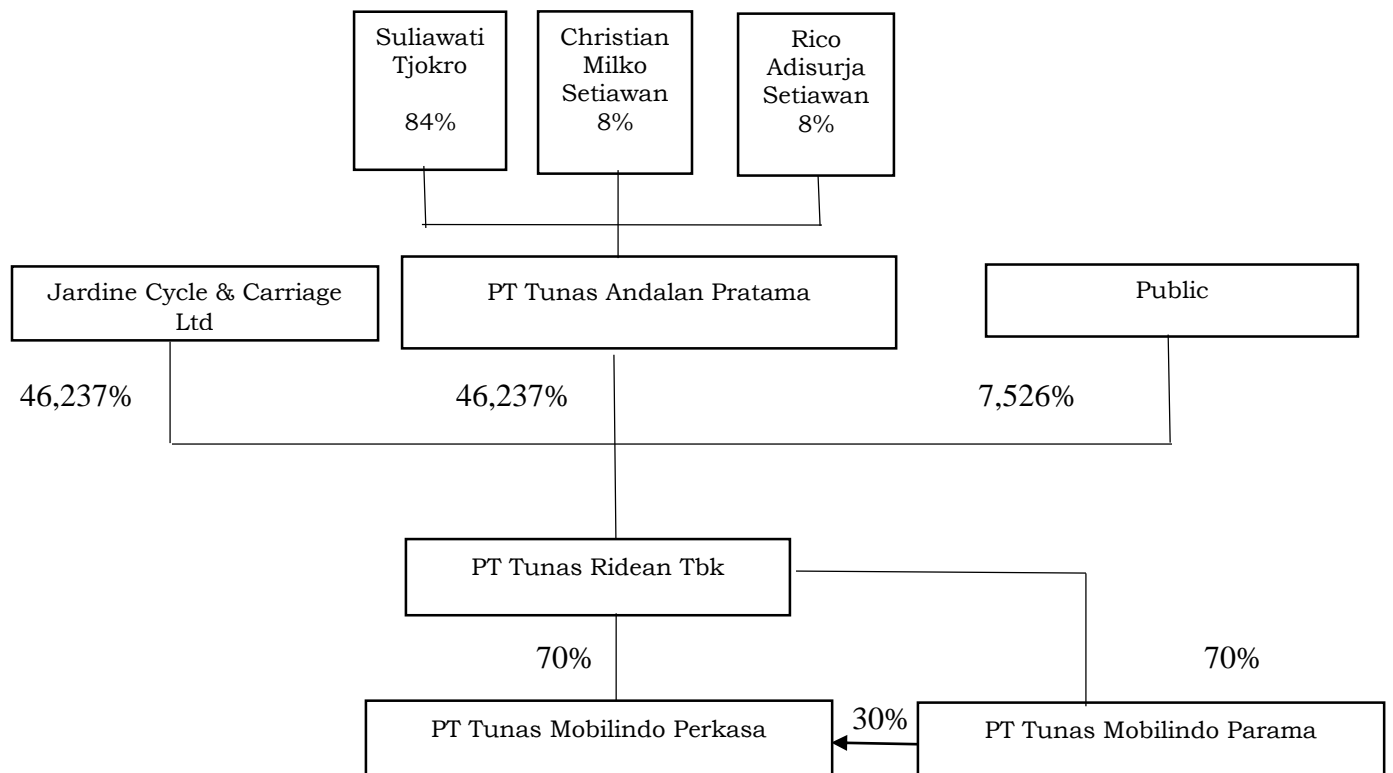 Suliawati
Tjokro
84%
Christian
Milko
Setiawan
8%
Rico
Adisurja
Setiawan
8%
Jardine Cycle & Carriage
Ltd
PT Tunas Andalan Pratama
Public
46,237%
46,237%
7,526%
PT Tunas Ridean Tbk
70%
70%
PT Tunas Mobilindo Perkasa
30%
PT Tunas Mobilindo Parama